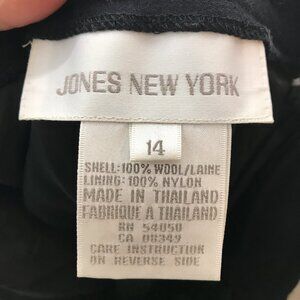 JONES NEW YORK
14
SHELL:100% WOOL/LAINE
LINING:100% NYLON
MADE IN THAILAND
FABRIQUE A THAILAND
RN 54050
CA 00349
CARE INSTRUCTION
ON REVERSE SIDE